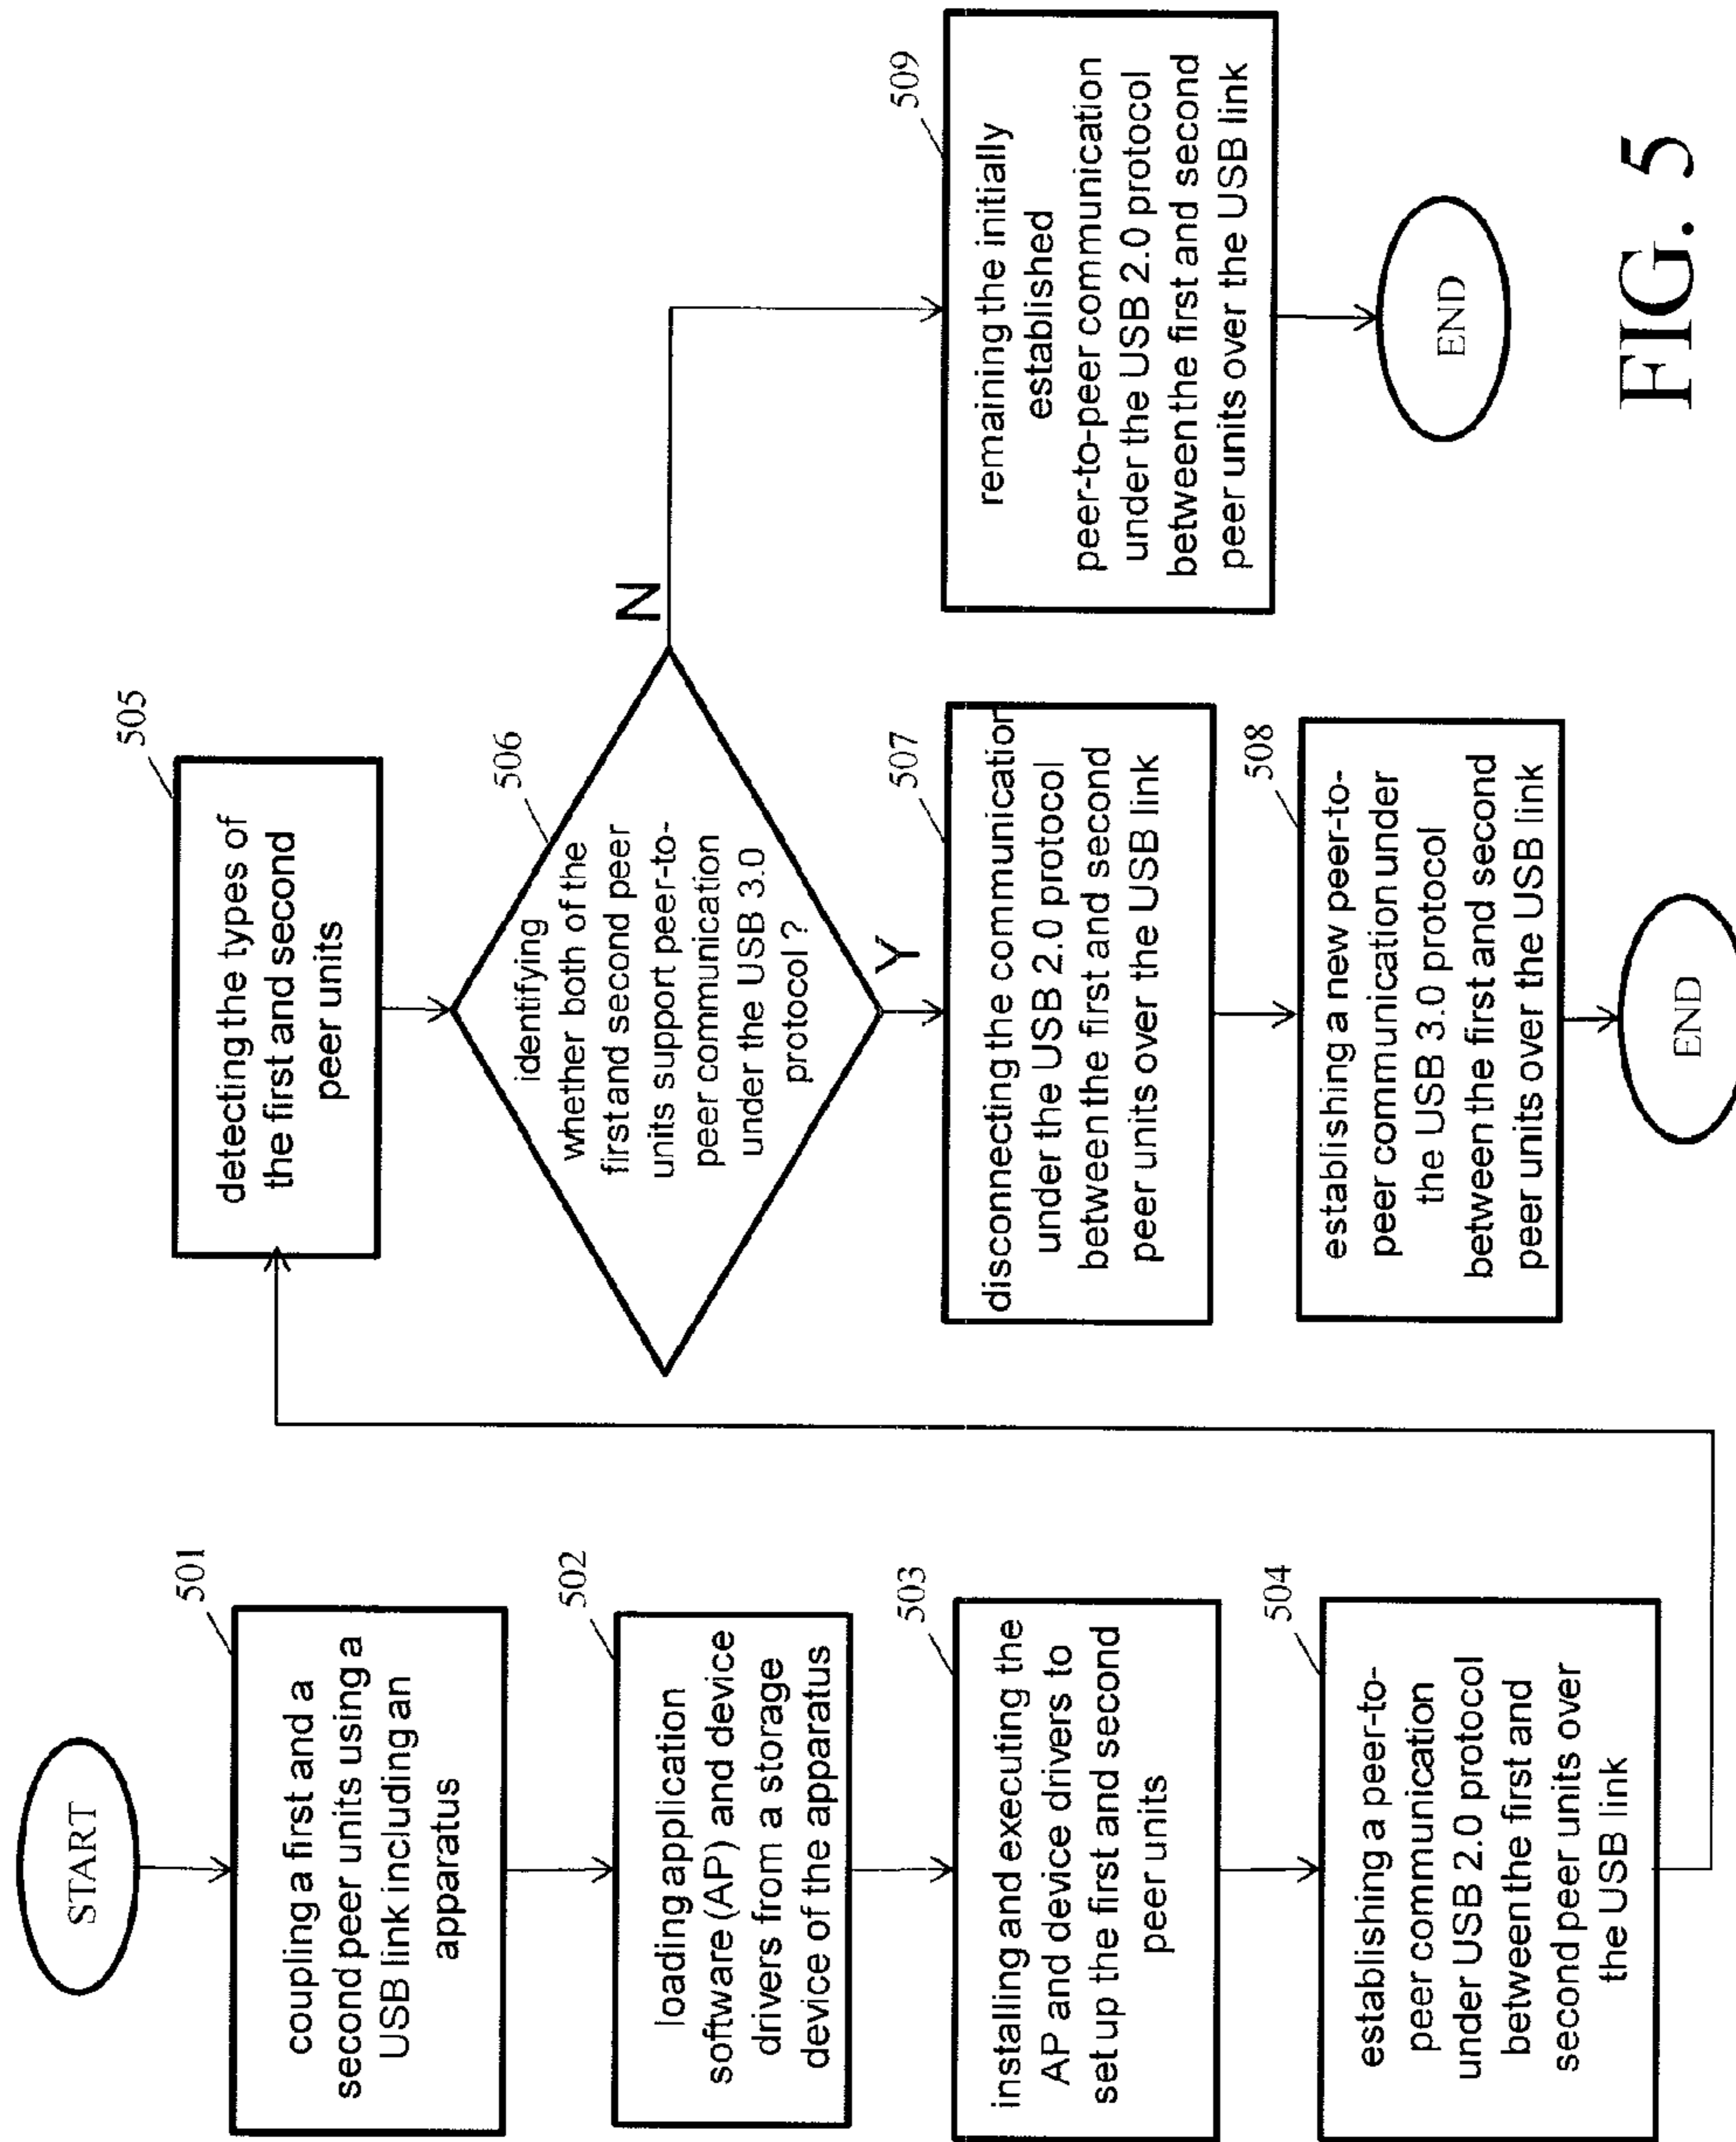 START
501
coupling a first and a
second peer units using a
USB link including an
apparatus
502
loading application
software (AP) and device
drivers from a storage
device of the apparatus
503
installing and executing the
AP and device drivers to
set up the first and second
peer units
504
establishing a peer-to-
peer communication
under USB 2.0 protocol
between the first and
second peer units over
the USB link
505
detecting the types of
the first and second
peer units
506
identifying
whether both of the
first and second peer
units support peer-to-
peer communication
under the USB 3.0
protocol ?
N
Y
507
disconnecting the communication
under the USB 2.0 protocol
between the first and second
peer units over the USB link
508
establishing a new peer-to-
peer communication under
the USB 3.0 protocol
between the first and second
peer units over the USB link
END
509
remaining the initially
established
peer-to-peer communication
under the USB 2.0 protocol
between the first and second
peer units over the USB link
END
FIG. 5